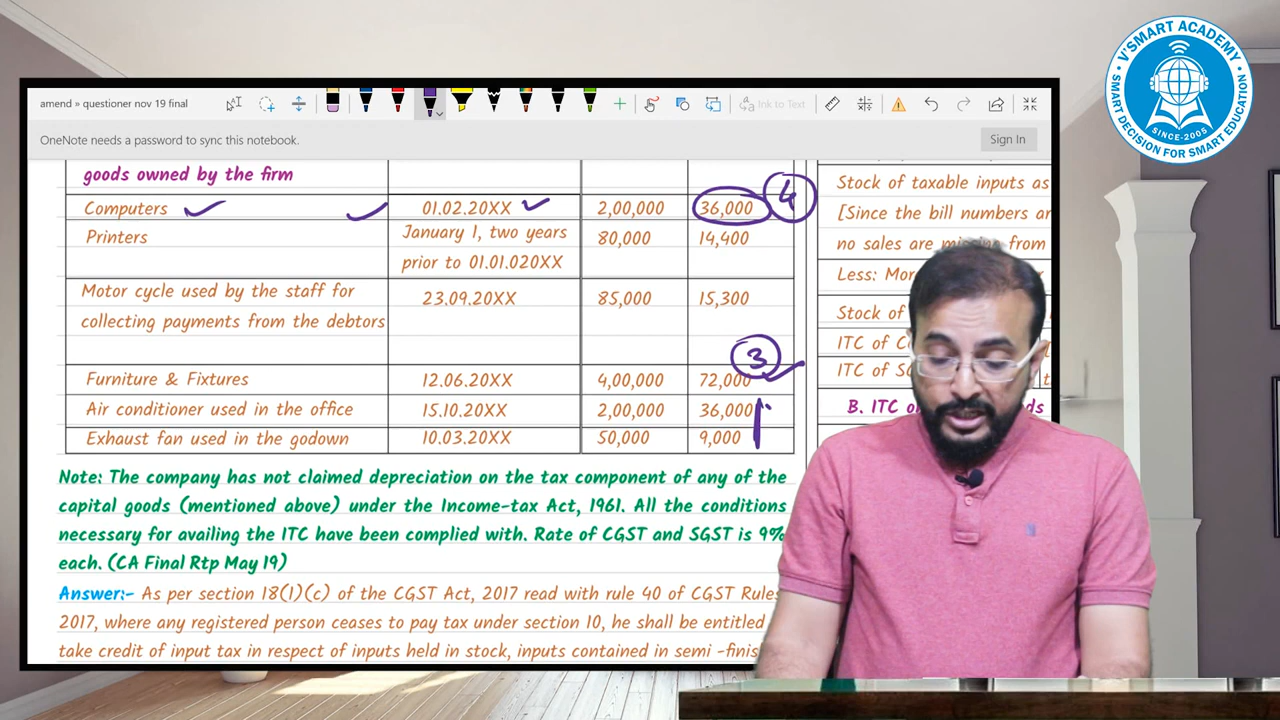 V'SMART ACADEMY
SMART DECISION FOR SMART EDUCATION
SINCE-2005
amend » questioner nov 19 final
Ink to Text
OneNote needs a password to sync this notebook.
Sign In
goods owned by the firm
Computers 01.02.20XX 2,00,000 36,000 4
Printers January 1, two years 80,000 14,400
prior to 01.01.020XX
Motor cycle used by the staff for 23.09.20XX 85,000 15,300
collecting payments from the debtors
3
Furniture & Fixtures 12.06.20XX 4,00,000 72,000
Air conditioner used in the office 15.10.20XX 2,00,000 36,000
Exhaust fan used in the godown 10.03.20XX 50,000 9,000
Note: The company has not claimed depreciation on the tax component of any of the
capital goods (mentioned above) under the Income-tax Act, 1961. All the conditions
necessary for availing the ITC have been complied with. Rate of CGST and SGST is 9%
each. (CA Final Rtp May 19)
Answer:- As per section 18(1)(c) of the CGST Act, 2017 read with rule 40 of CGST Rules
2017, where any registered person ceases to pay tax under section 10, he shall be entitled
take credit of input tax in respect of inputs held in stock, inputs contained in semi -finis
Stock of taxable inputs as
[Since the bill numbers ar
no sales are from
Less:
Stock of
ITC of
ITC of
B. ITC